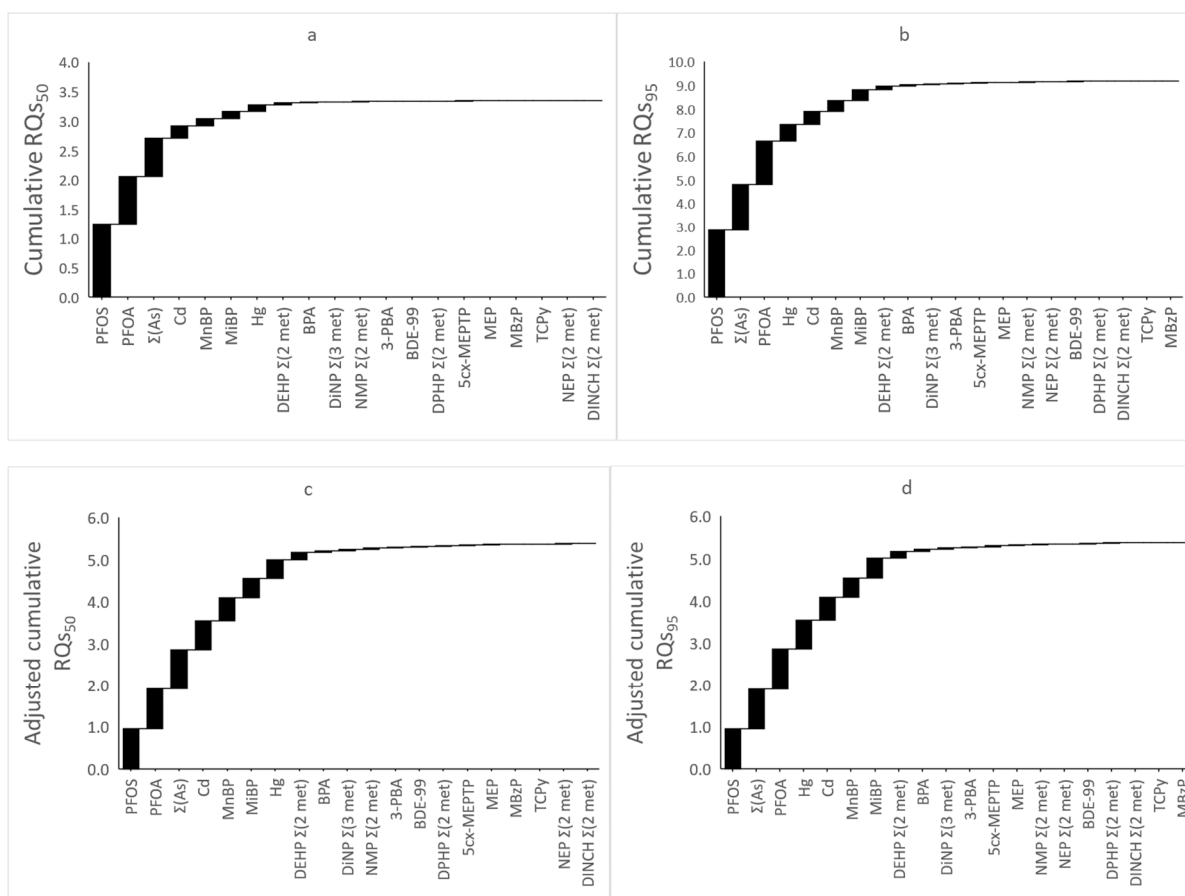 a
4.0
3.5
3.0
2.5
2.0
1.5
1.0
0.5
0.0
Cumulative RQs50
PFOS
PFOA
Σ(As)
Cd
MnBP
MiBP
Hg
DEHP Σ(2 met)
BPA
DiNP Σ(3 met)
NMP Σ(2 met)
3-PBA
BDE-99
DPHP Σ(2 met)
5cx-MEPTP
MEP
MBzP
TCPy
NEP Σ(2 met)
DINCH Σ(2 met)
b
10.0
9.0
8.0
7.0
6.0
5.0
4.0
3.0
2.0
1.0
0.0
Cumulative RQs95
PFOS
Σ(As)
PFOA
Hg
Cd
MnBP
MiBP
DEHP Σ(2 met)
BPA
DiNP Σ(3 met)
3-PBA
5cx-MEPTP
MEP
NMP Σ(2 met)
NEP Σ(2 met)
BDE-99
DPHP Σ(2 met)
DINCH Σ(2 met)
TCPy
MBzP
c
6.0
5.0
4.0
3.0
2.0
1.0
0.0
Adjusted cumulative
RQs50
PFOS
PFOA
Σ(As)
Cd
MnBP
MiBP
Hg
DEHP Σ(2 met)
BPA
DiNP Σ(3 met)
NMP Σ(2 met)
3-PBA
BDE-99
DPHP Σ(2 met)
5cx-MEPTP
MEP
MBzP
TCPy
NEP Σ(2 met)
DINCH Σ(2 met)
d
6.0
5.0
4.0
3.0
2.0
1.0
0.0
Adjusted cumulative
RQs95
PFOS
Σ(As)
PFOA
Hg
Cd
MnBP
MiBP
DEHP Σ(2 met)
BPA
DiNP Σ(3 met)
3-PBA
5cx-MEPTP
MEP
NMP Σ(2 met)
NEP Σ(2 met)
BDE-99
DPHP Σ(2 met)
DINCH Σ(2 met)
TCPy
MBzP